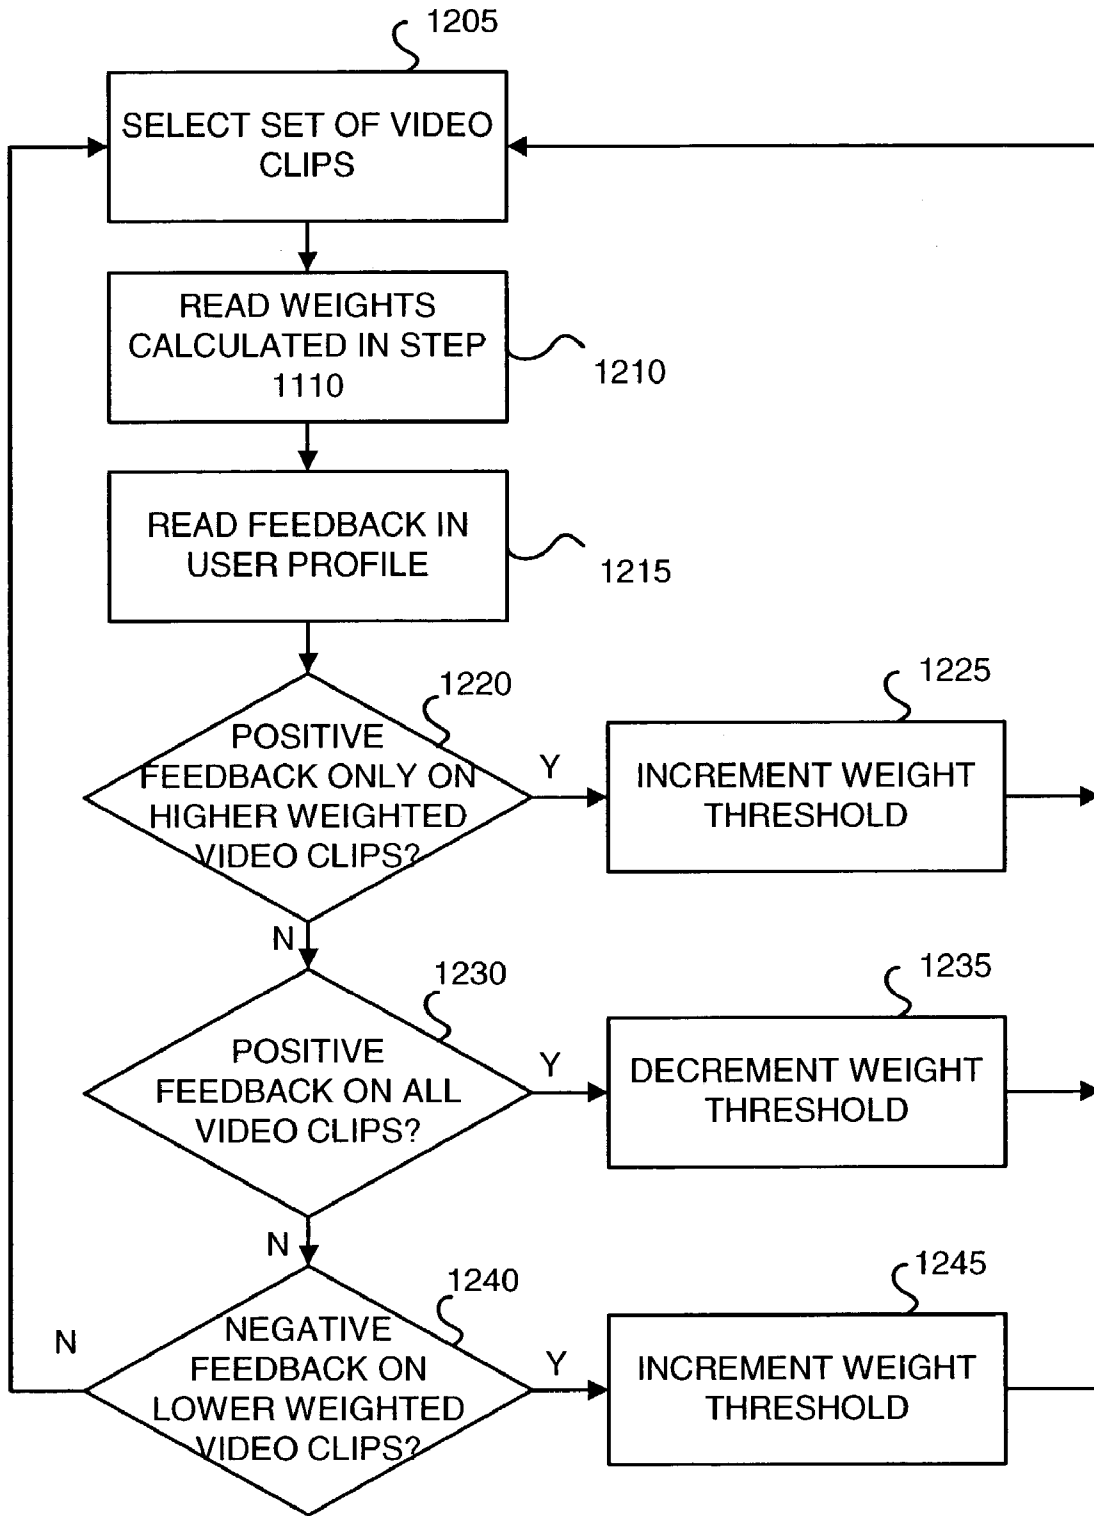 1205
SELECT SET OF VIDEO
CLIPS
READ WEIGHTS
CALCULATED IN STEP
1110
1210
READ FEEDBACK IN
USER PROFILE
1215
1220
POSITIVE
FEEDBACK ONLY ON
HIGHER WEIGHTED
VIDEO CLIPS?
Y
1225
INCREMENT WEIGHT
THRESHOLD
N
1230
POSITIVE
FEEDBACK ON ALL
VIDEO CLIPS?
Y
1235
DECREMENT WEIGHT
THRESHOLD
N
1240
NEGATIVE
FEEDBACK ON
LOWER WEIGHTED
VIDEO CLIPS?
N
Y
1245
INCREMENT WEIGHT
THRESHOLD